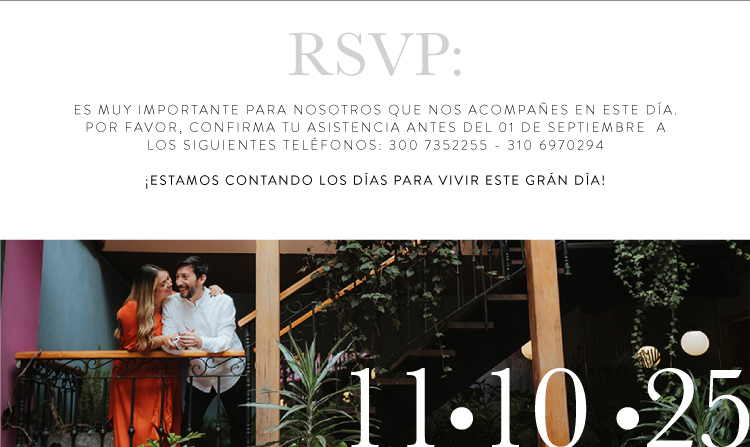 RSVP:
ES MUY IMPORTANTE PARA NOSOTROS QUE NOS ACOMPAÑES EN ESTE DÍA.
POR FAVOR, CONFIRMA TU ASISTENCIA ANTES DEL 01 DE SEPTIEMBRE A
LOS SIGUIENTES TELÉFONOS: 300 7352255 - 310 6970294
¡ESTAMOS CONTANDO LOS DÍAS PARA VIVIR ESTE GRÁN DÌA!
11•10•25